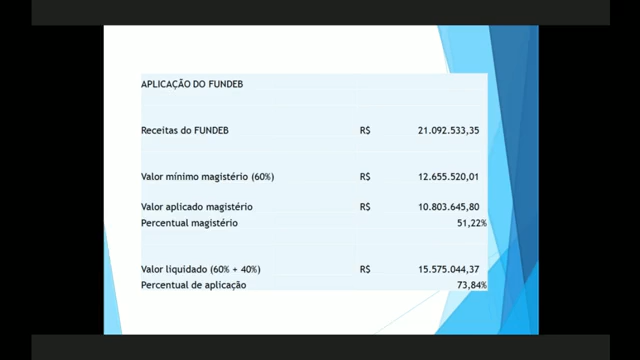 APLICAÇÃO DO FUNDEB
Receitas do FUNDEB R$ 21.092.533,35
Valor mínimo magistério (60%) R$ 12.655.520,01
Valor aplicado magistério R$ 10.803.645,80
Percentual magistério 51,22%
Valor liquidado (60% + 40%) R$ 15.575.044,37
Percentual de aplicação 73,84%